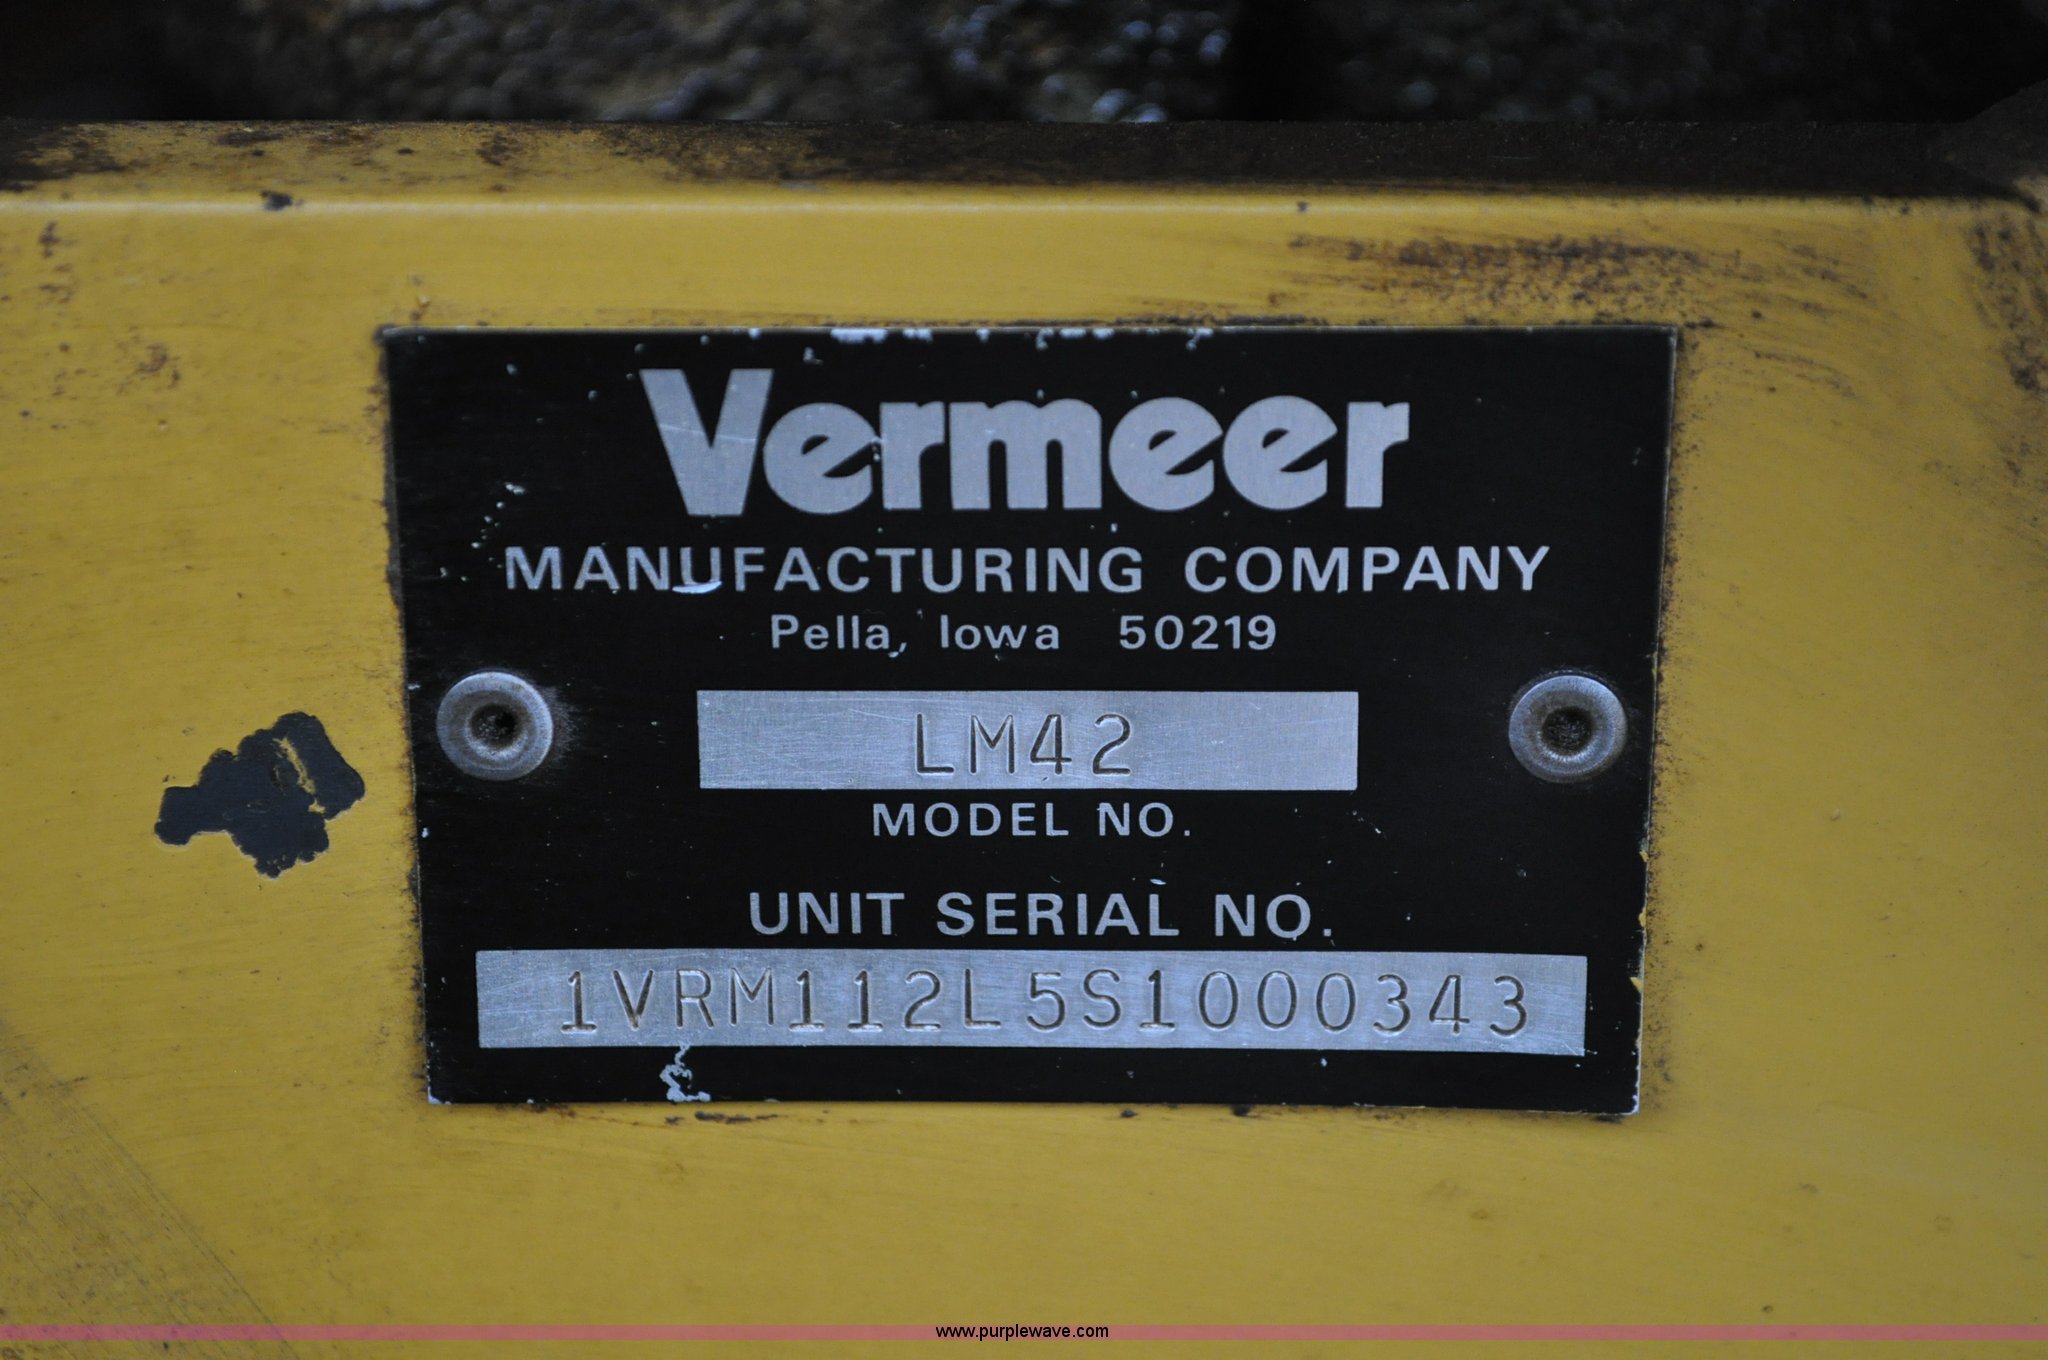 Vermeer
MANUFACTURING COMPANY
Pella, Iowa 50219
LM42
MODEL NO.
UNIT SERIAL NO.
1VRM112L5S1000343
www.purplewave.com